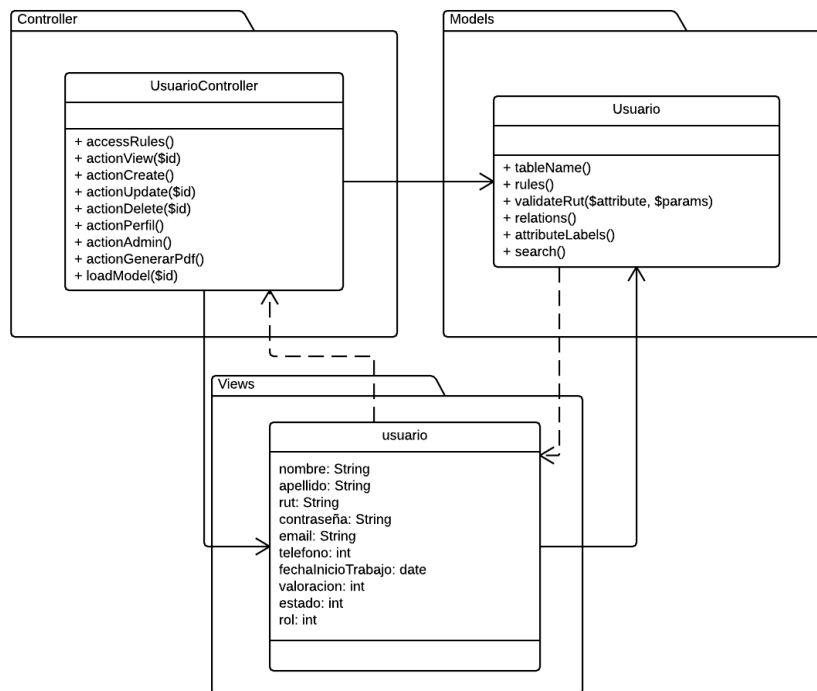 Controller
UsuarioController
+ accessRules()
+ actionView($id)
+ actionCreate()
+ actionUpdate($id)
+ actionDelete($id)
+ actionPerfil()
+ actionAdmin()
+ actionGenerarPdf()
+ loadModel($id)
Models
Usuario
+ tableName()
+ rules()
+ validateRut($attribute, $params)
+ relations()
+ attributeLabels()
+ search()
Views
usuario
nombre: String
apellido: String
rut: String
contraseña: String
email: String
telefono: int
fechaInicioTrabajo: date
valoracion: int
estado: int
rol: int